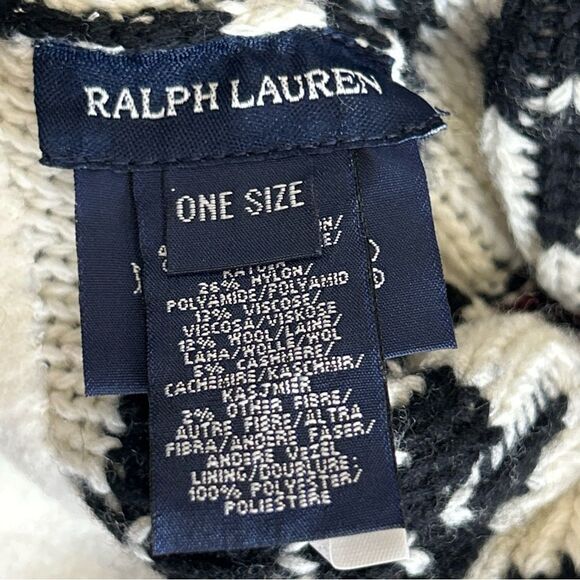 RALPH LAUREN
ONE SIZE
26% NYLON/
POLYAMIDE/POLYAMID
13% VISCOSE/
VISCOSA/VISKOSE
12% WOOL/LAINE/
LANA/WOLLE/WOL
5% CASHMERE/
CACHEMIRE/KASCHMIR/
KASJMIER
2% OTHER FIBRE/
AUTRE FIBRE/ALTRA
FIBRA/ANDERE FASER/
ANDERE VEZEL
LINING/DOUBLURE:
100% POLYESTER/
POLIESTERE